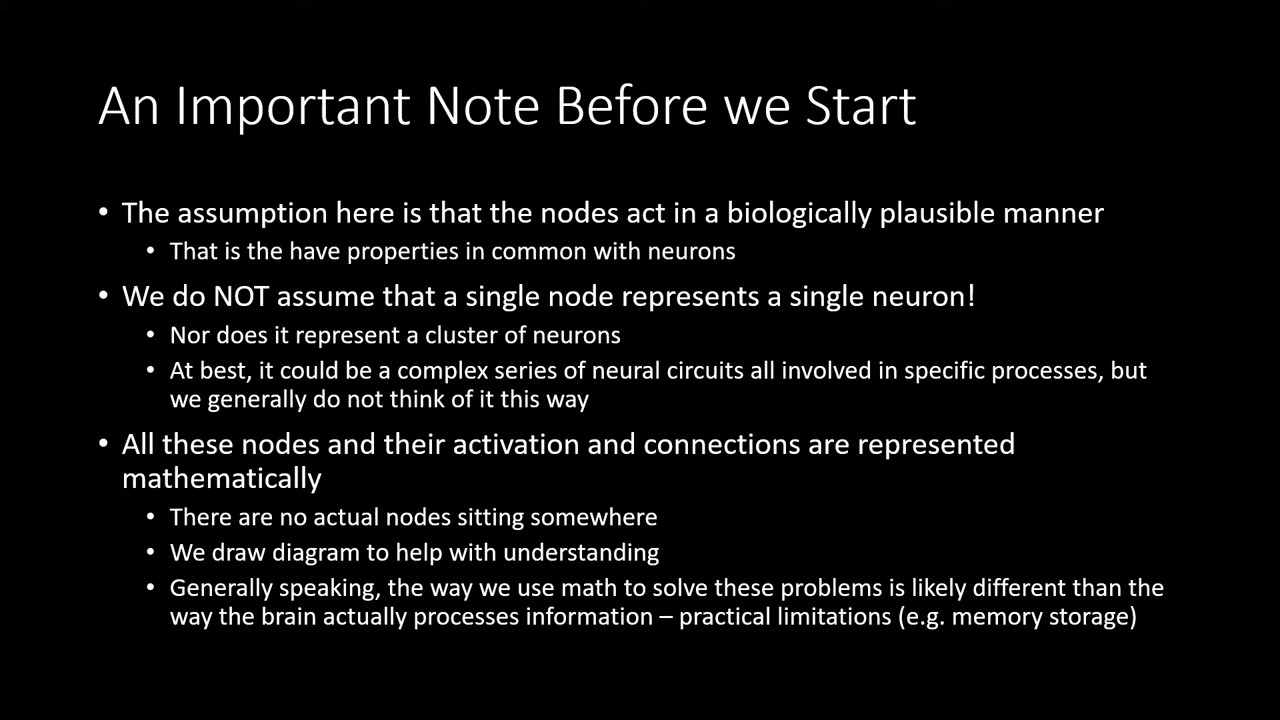 An Important Note Before we Start
• The assumption here is that the nodes act in a biologically plausible manner
• That is the have properties in common with neurons
• We do NOT assume that a single node represents a single neuron!
• Nor does it represent a cluster of neurons
• At best, it could be a complex series of neural circuits all involved in specific processes, but
we generally do not think of it this way
• All these nodes and their activation and connections are represented
mathematically
• There are no actual nodes sitting somewhere
• We draw diagram to help with understanding
• Generally speaking, the way we use math to solve these problems is likely different than the
way the brain actually processes information – practical limitations (e.g. memory storage)